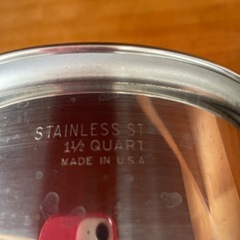 STAINLESS ST
1½ QUART
MADE IN U.S.A